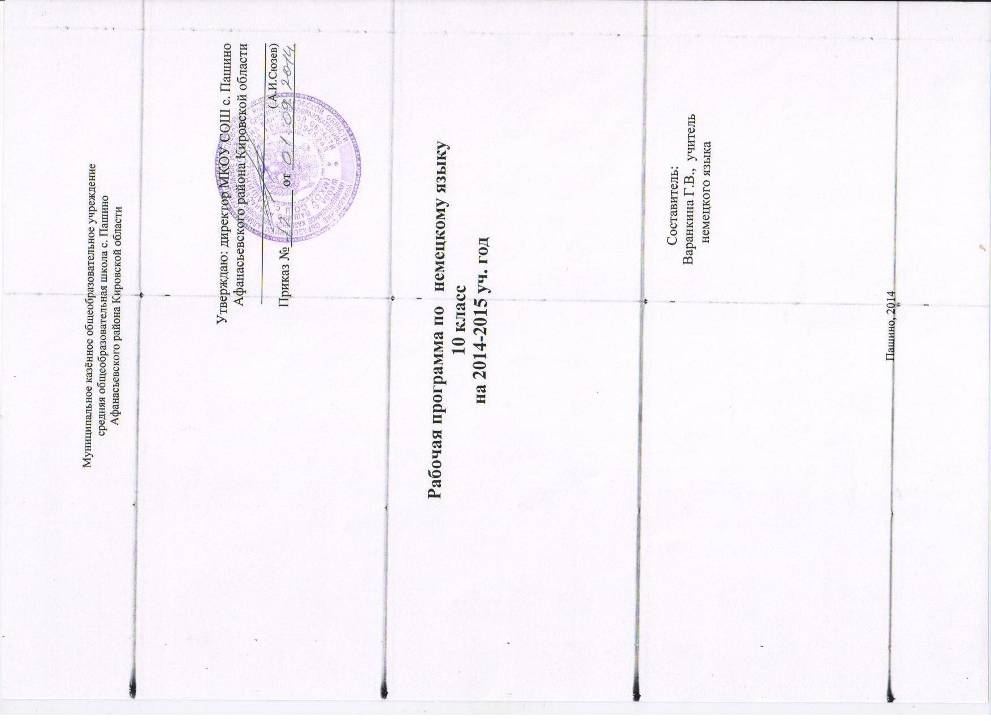 Муниципальное казённое общеобразовательное учреждение
средняя общеобразовательная школа с. Пашино
Афанасьевского района Кировской области
Утверждаю: директор МКОУ СОШ с. Пашино
Афанасьевского района Кировской области
(А.И.Сюзев)
Приказ № от 01 09 2014
Рабочая программа по немецкому языку
10 класс
на 2014-2015 уч. год
Составитель:
Варанкина Г.В., учитель
немецкого языка
Пашино, 2014